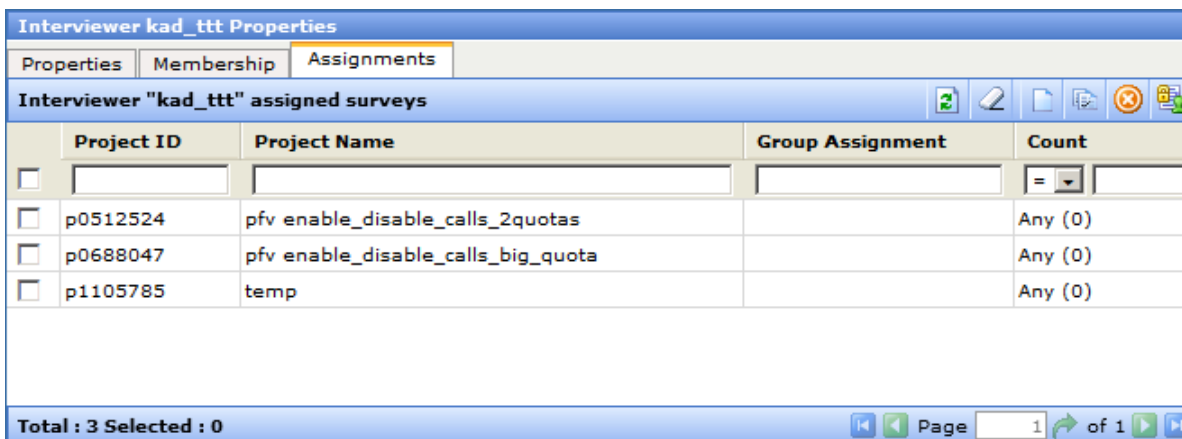 Interviewer kad_ttt Properties
Properties Membership Assignments
Interviewer "kad_ttt" assigned surveys
Project ID Project Name Group Assignment Count
=
p0512524 pfv enable_disable_calls_2quotas Any (0)
p0688047 pfv enable_disable_calls_big_quota Any (0)
p1105785 temp Any (0)
Total : 3 Selected : 0 Page 1 of 1